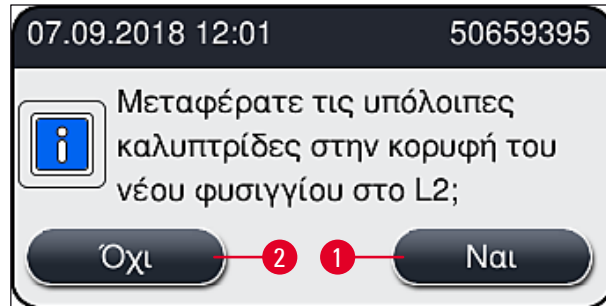 07.09.2018 12:01 50659395
Μεταφέρατε τις υπόλοιπες
καλυπτρίδες στην κορυφή του
νέου φυσιγγίου στο L2;
Όχι 2 1 Ναι